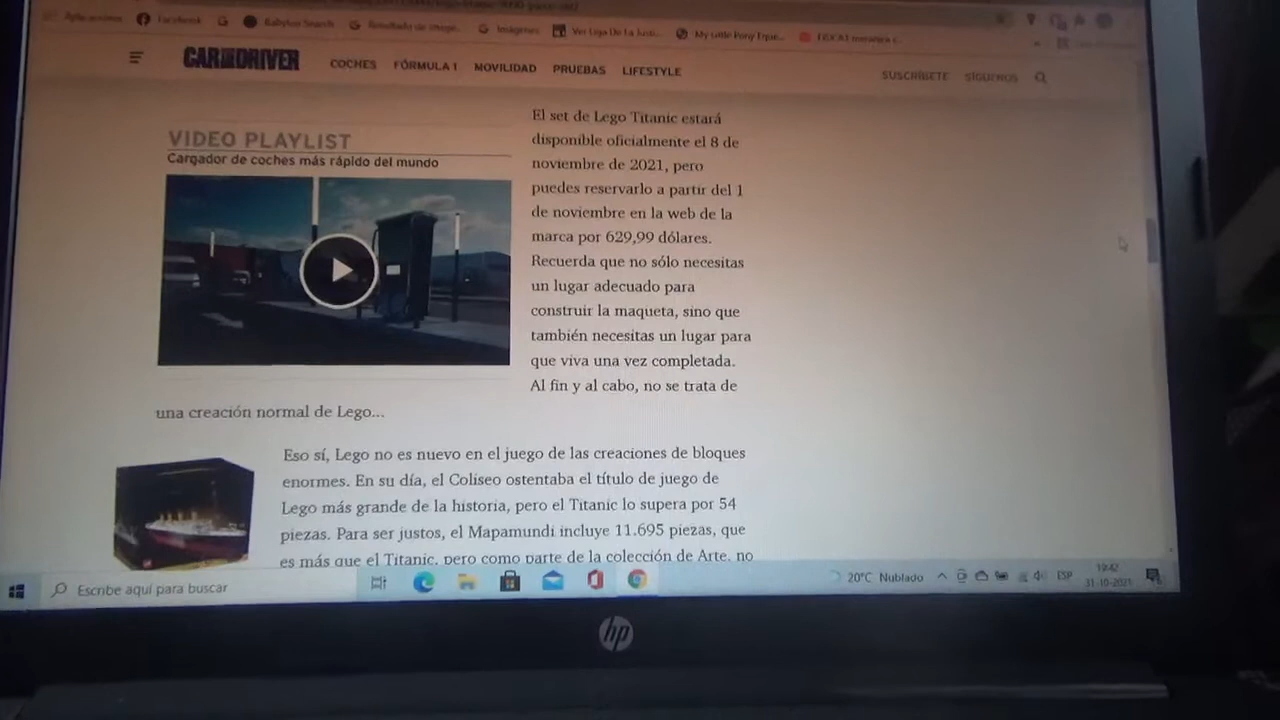 Facebook
Babylon Search
Imágenes
CAR AND DRIVER
COCHES FÓRMULA 1 MOVILIDAD PRUEBAS LIFESTYLE
SUSCRÍBETE SÍGUENOS
VIDEO PLAYLIST
Cargador de coches más rápido del mundo
El set de Lego Titanic estará
disponible oficialmente el 8 de
noviembre de 2021, pero
puedes reservarlo a partir del 1
de noviembre en la web de la
marca por 629,99 dólares.
Recuerda que no sólo necesitas
un lugar adecuado para
construir la maqueta, sino que
también necesitas un lugar para
que viva una vez completada.
Al fin y al cabo, no se trata de
una creación normal de Lego...
Eso sí, Lego no es nuevo en el juego de las creaciones de bloques
enormes. En su día, el Coliseo ostentaba el título de juego de
Lego más grande de la historia, pero el Titanic lo supera por 54
piezas. Para ser justos, el Mapamundi incluye 11.695 piezas, que
es más que el Titanic, pero como parte de la colección de Arte, no
Escribe aquí para buscar
20°C Nublado
ESP
19:42
31-10-2021
hp